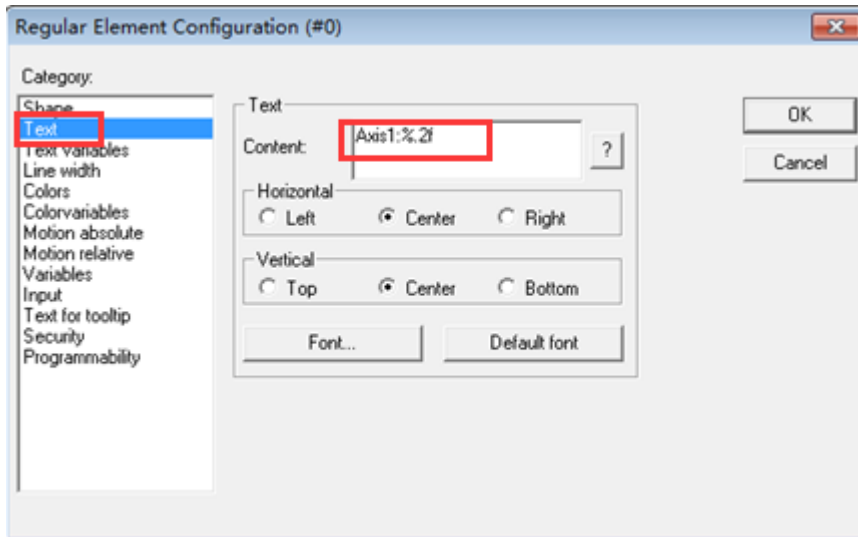 Regular Element Configuration (#0)
Category:
Shape
Text
Text variables
Line width
Colors
Colorvariables
Motion absolute
Motion relative
Variables
Input
Text for tooltip
Security
Programmability
Text
Content:
Axis1:%.2f
?
Horizontal
Left
Center
Right
Vertical
Top
Center
Bottom
Font...
Default font
OK
Cancel